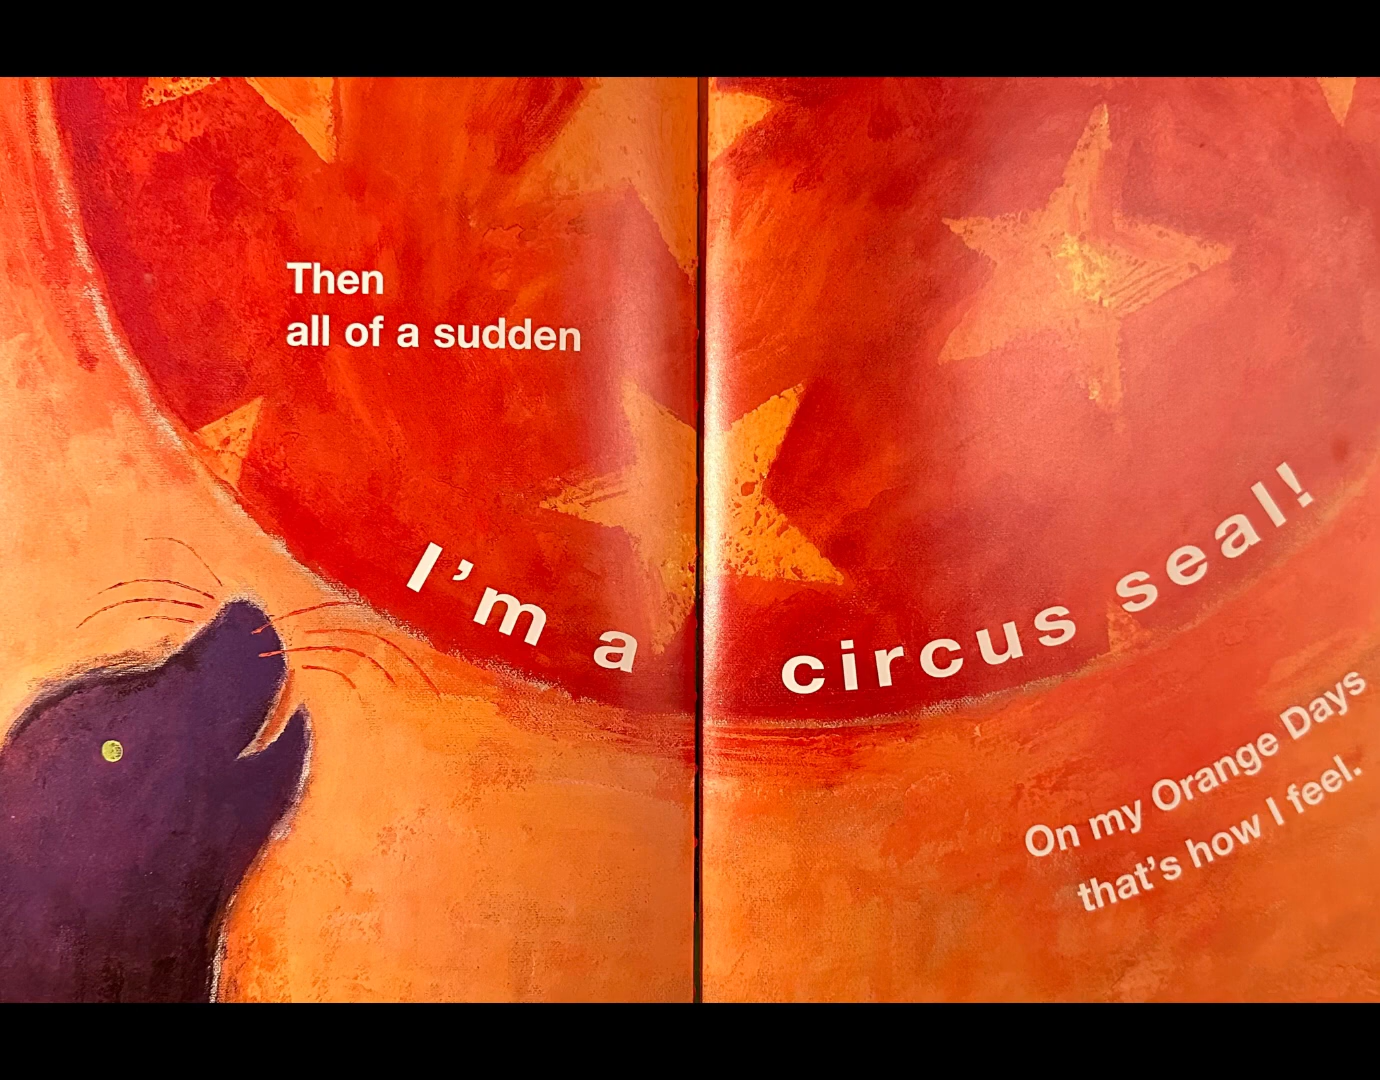 Then
all of a sudden
I’m a circus seal!
On my Orange Days
that’s how I feel.